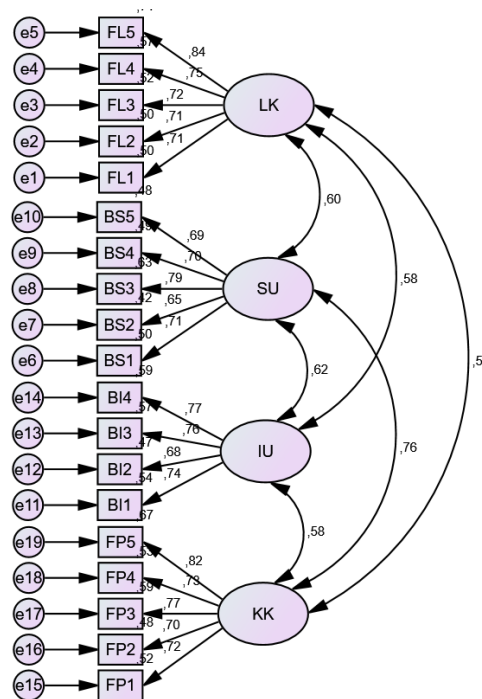 e5 FL5
,57 ,84
e4 FL4 ,75
,52
e3 FL3 ,72 LK
,50 ,71
e2 FL2 ,71
,50
e1 FL1
,48 ,60
e10 BS5
,69
e9 BS4 ,70
,63 ,58
e8 BS3 ,79 SU
,42 ,65
e7 BS2 ,71
,50
e6 BS1
,59 ,62
e14 BI4
,57 ,77
e13 BI3 ,76
,47 ,68 IU ,76
e12 BI2 ,74
,54
e11 BI1
,67 ,58
e19 FP5
,82
e18 FP4 ,73
,59
e17 FP3 ,77 KK
,48 ,70
e16 FP2 ,72
,52
e15 FP1